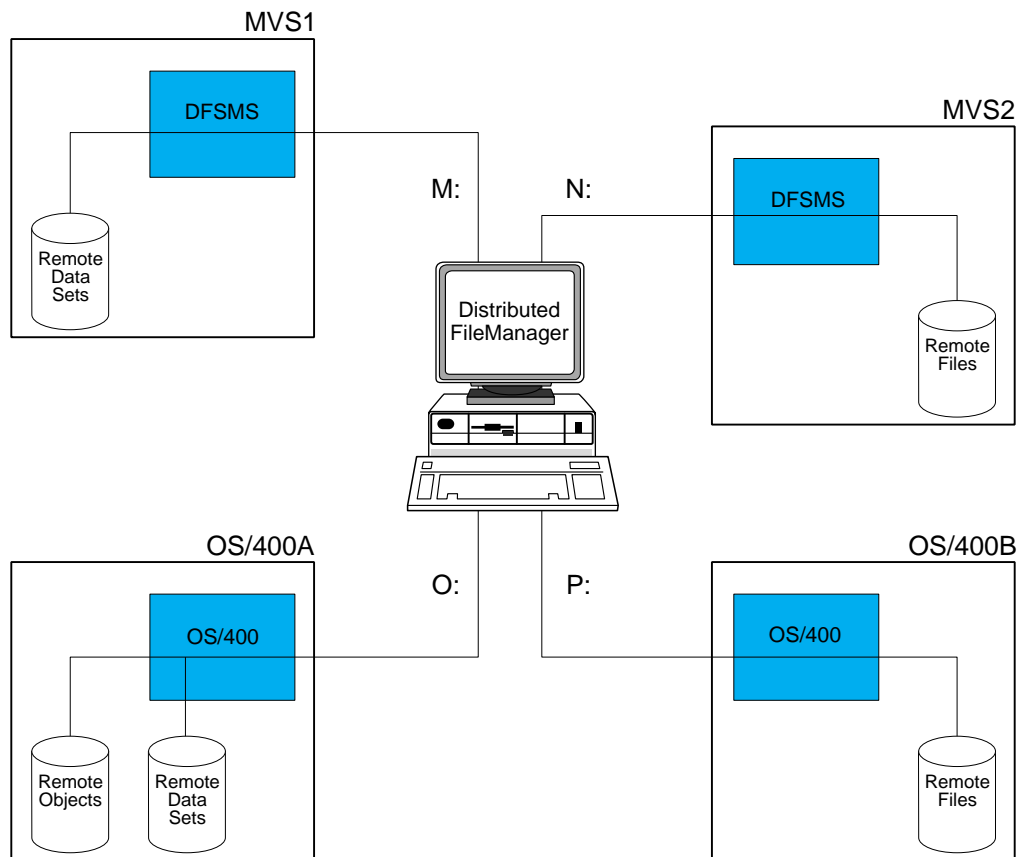 MVS1
DFSMS
Remote
Data
Sets
M:
N:
MVS2
DFSMS
Remote
Files
Distributed
FileManager
OS/400A
OS/400
Remote
Objects
Remote
Data
Sets
O:
P:
OS/400B
OS/400
Remote
Files